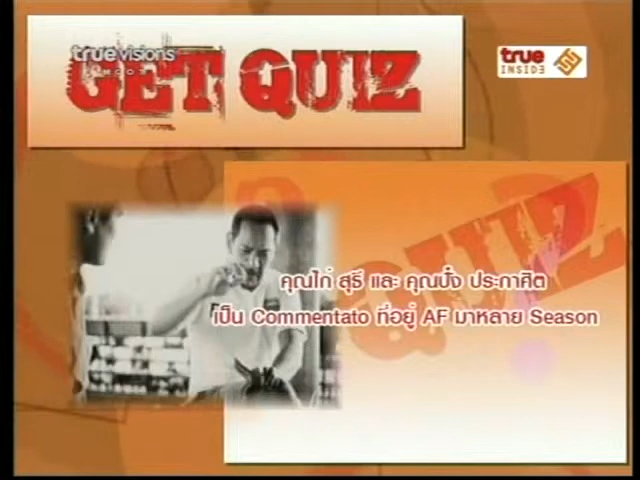 truevisions
GET QUIZ
true
INSIDE
QUIZ
คุณไก่ สุธี และ คุณปั๋ง ประกาศิต
เป็น Commentato ที่อยู่ AF มาหลาย Season